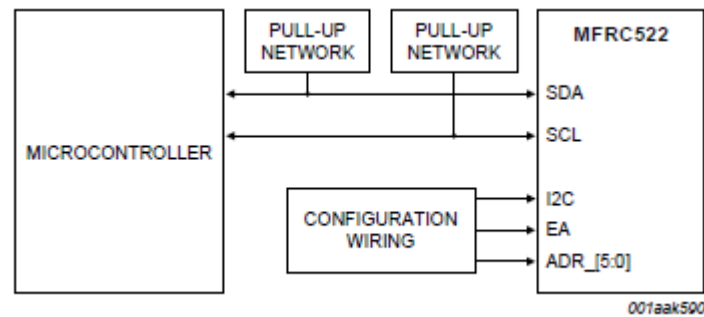 PULL-UP
NETWORK
PULL-UP
NETWORK
MFRC522
SDA
SCL
MICROCONTROLLER
I2C
CONFIGURATION
WIRING
EA
ADR_[5:0]
001aak590